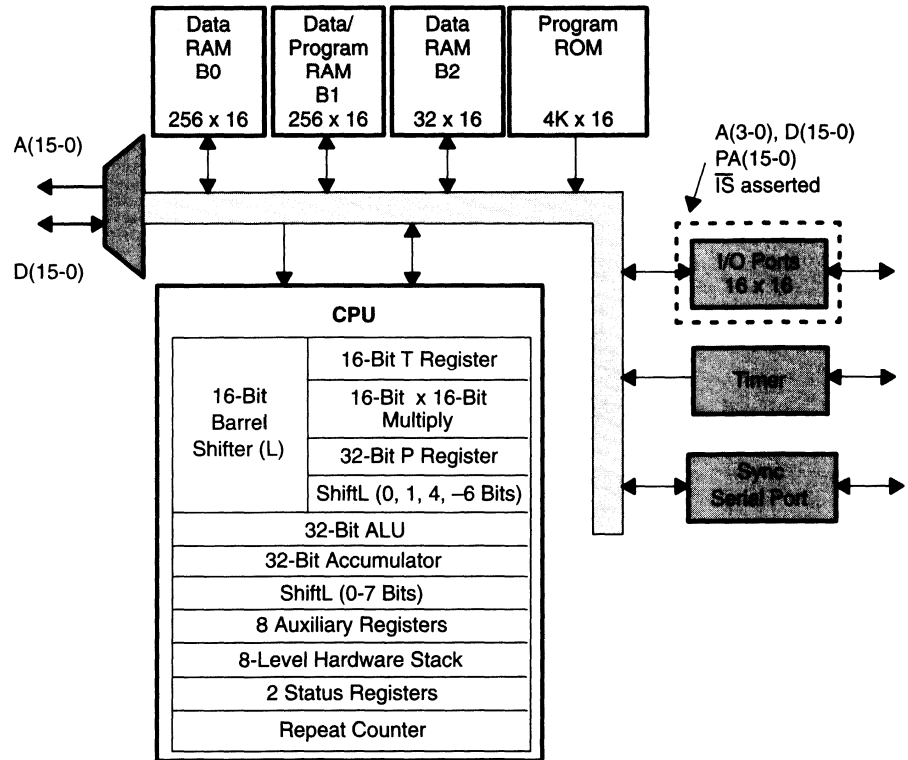 Data
RAM
B0
256 x 16
Data/
Program
RAM
B1
256 x 16
Data
RAM
B2
32 x 16
Program
ROM
4K x 16
A(15-0)
D(15-0)
A(3-0), D(15-0)
PA(15-0)
I̅S̅ asserted
I/O Ports
16 x 16
Timer
Sync
Serial Port
CPU
16-Bit
Barrel
Shifter (L)
16-Bit T Register
16-Bit x 16-Bit
Multiply
32-Bit P Register
ShiftL (0, 1, 4, –6 Bits)
32-Bit ALU
32-Bit Accumulator
ShiftL (0-7 Bits)
8 Auxiliary Registers
8-Level Hardware Stack
2 Status Registers
Repeat Counter